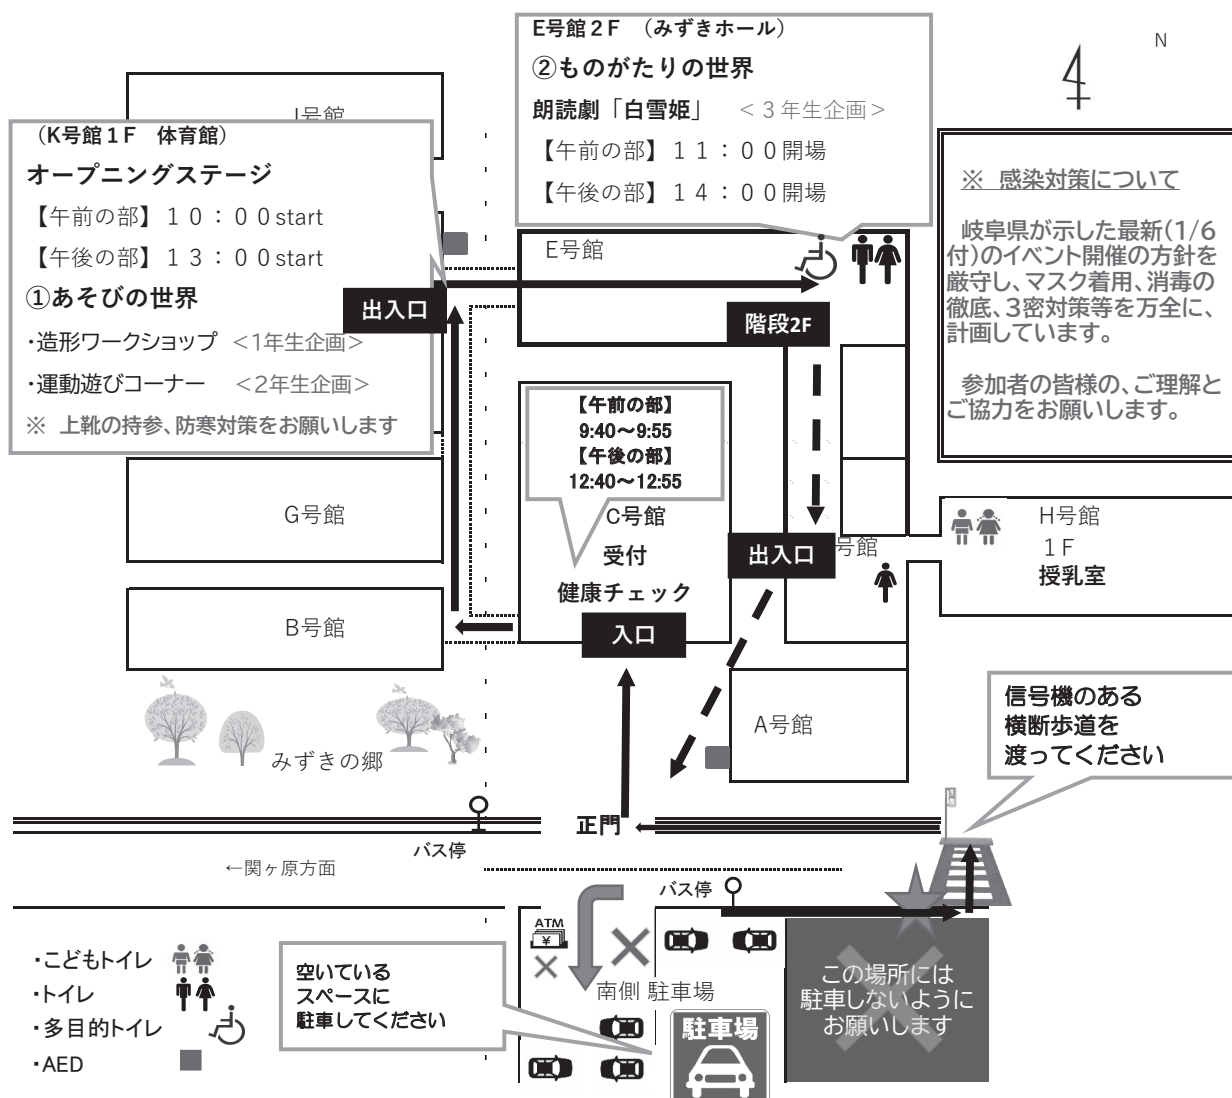 E号館２F （みずきホール）
②ものがたりの世界
朗読劇「白雪姫」 ＜３年生企画＞
【午前の部】１１：００開場
【午後の部】１４：００開場
N
（K号館１F 体育館）
オープニングステージ
【午前の部】１０：００start
【午後の部】１３：００start
①あそびの世界
・造形ワークショップ ＜1年生企画＞
・運動遊びコーナー ＜２年生企画＞
※ 上靴の持参、防寒対策をお願いします
※ 感染対策について
岐阜県が示した最新(1/6
付)のイベント開催の方針を
厳守し、マスク着用、消毒の
徹底、３密対策等を万全に、
計画しています。
参加者の皆様の、ご理解と
ご協力をお願いします。
E号館
出入口
階段2F
【午前の部】
9:40～9:55
【午後の部】
12:40～12:55
C号館
受付
健康チェック
入口
G号館
B号館
出入口
号館
H号館
１F
授乳室
A号館
みずきの郷
信号機のある
横断歩道を
渡ってください
正門
バス停
←関ヶ原方面
バス停
ATM
¥
南側 駐車場
駐車場
空いている
スペースに
駐車してください
この場所には
駐車しないように
お願いします
・こどもトイレ
・トイレ
・多目的トイレ
・AED